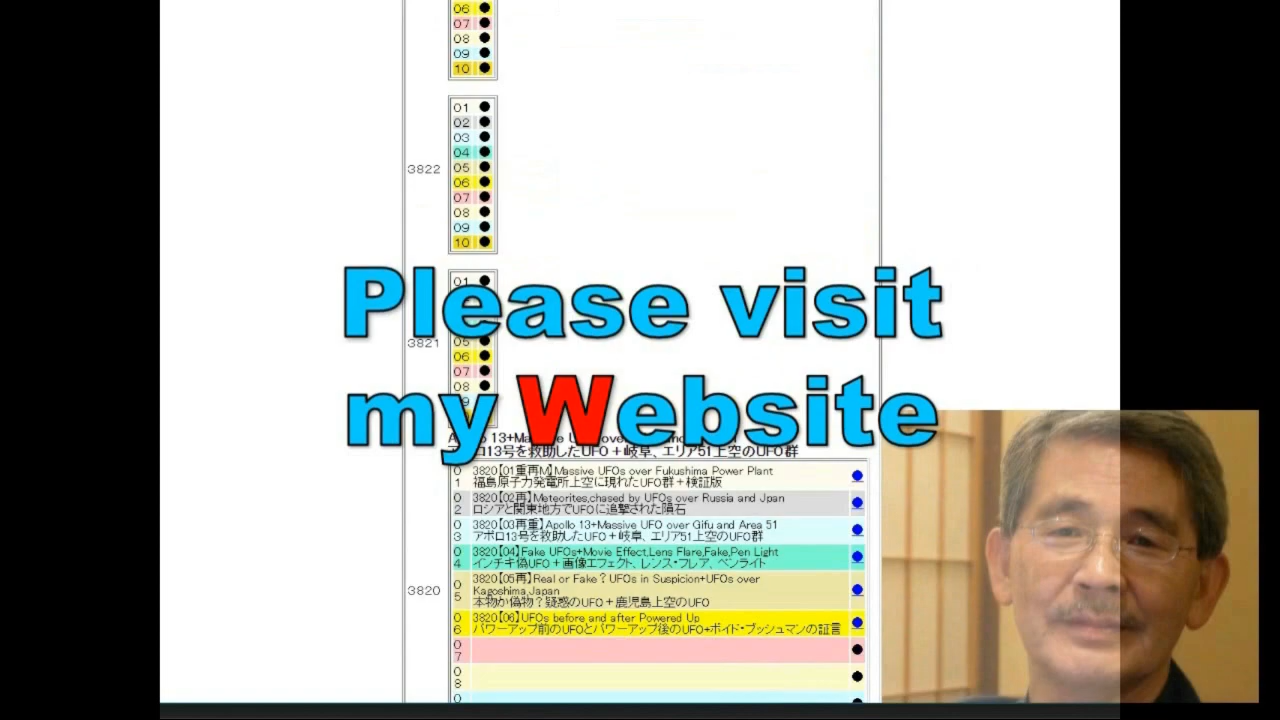 06
07
08
09
10
01
02
03
04
05
06
07
08
09
10
3822
01
05
06
07
08
3821
Please visit
my Website
13号を救助したUFO+岐阜、エリア51上空のUFO群
01
3820【01重再M】Massive UFOs over Fukushima Power Plant
福島原子力発電所上空に現れたUFO群+検証版
02
3820【02再】Meteorites,chased by UFOs over Russia and Jpan
ロシアと関東地方でUFOに追撃された隕石
03
3820【03再重】Apollo 13+Massive UFO over Gifu and Area 51
アポロ13号を救助したUFO+岐阜、エリア51上空のUFO群
04
3820【04】Fake UFOs+Movie Effect,Lens Flare,Fake,Pen Light
インチキ偽UFO+画像エフェクト、レンズ・フレア、ペンライト
05
3820【05再】Real or Fake？UFOs in Suspicion+UFOs over
Kagoshima,Japan
本物か偽物？疑惑のUFO+鹿児島上空のUFO
3820
06
3820【06】UFOs before and after Powered Up
パワーアップ前のUFOとパワーアップ後のUFO+ボイド・ブッシュマンの証言
07
08